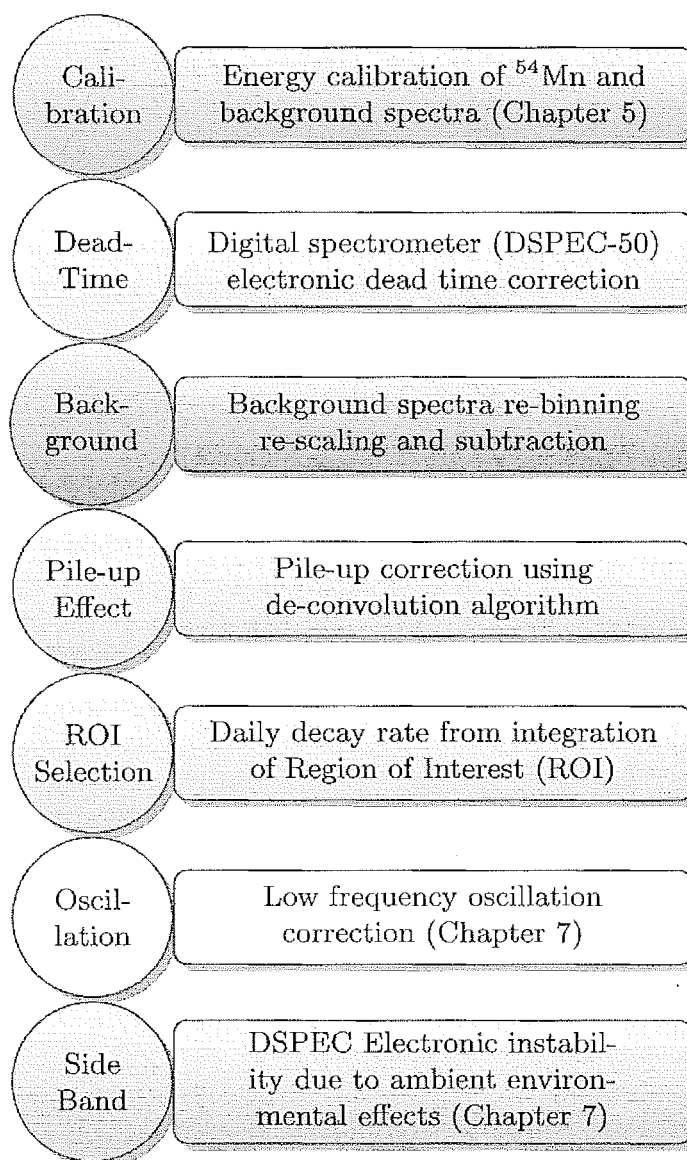 Cali-
bration
Energy calibration of ⁵⁴Mn and
background spectra (Chapter 5)
Dead-
Time
Digital spectrometer (DSPEC-50)
electronic dead time correction
Back-
ground
Background spectra re-binning
re-scaling and subtraction
Pile-up
Effect
Pile-up correction using
de-convolution algorithm
ROI
Selection
Daily decay rate from integration
of Region of Interest (ROI)
Oscil-
lation
Low frequency oscillation
correction (Chapter 7)
Side
Band
DSPEC Electronic instabil-
ity due to ambient environ-
mental effects (Chapter 7)